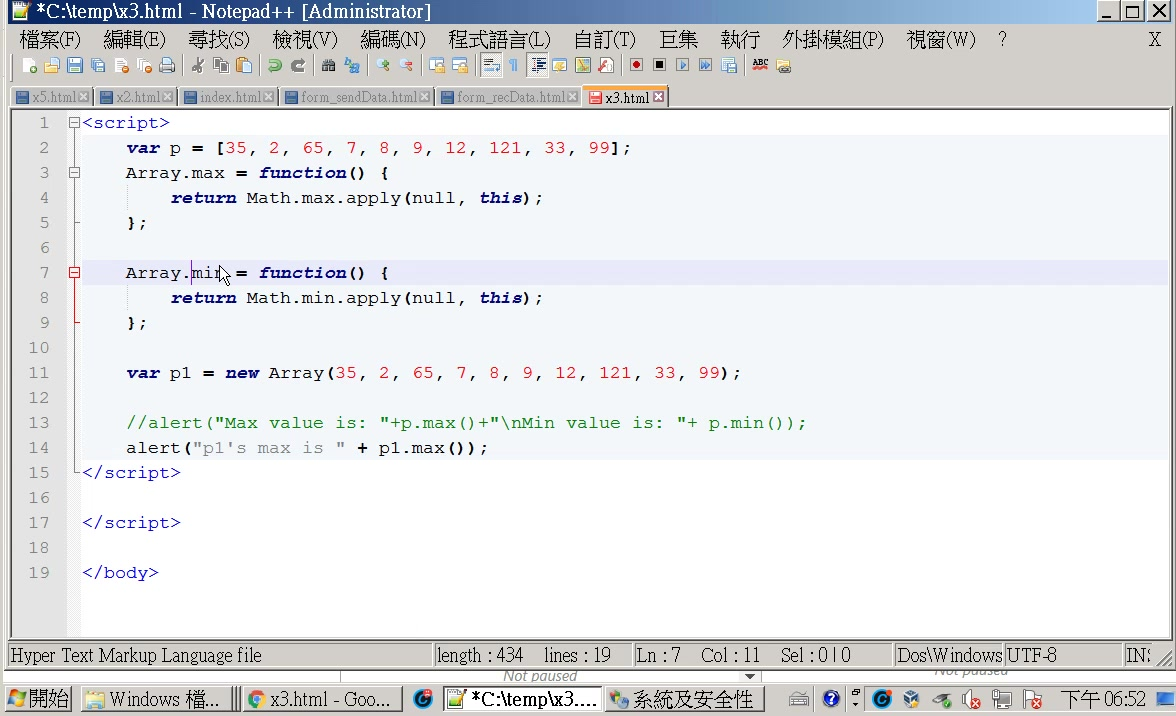 *C:\temp\x3.html - Notepad++ [Administrator]
檔案(F) 編輯(E) 尋找(S) 檢視(V) 編碼(N) 程式語言(L) 自訂(T) 巨集 執行 外掛模組(P) 視窗(W) ? X
ABC
x5.html x2.html index.html form_sendData.html form_recData.html x3.html
1 <script>
2 var p = [35, 2, 65, 7, 8, 9, 12, 121, 33, 99];
3 Array.max = function() {
4 return Math.max.apply(null, this);
5 };
6
7 Array.min = function() {
8 return Math.min.apply(null, this);
9 };
10
11 var p1 = new Array(35, 2, 65, 7, 8, 9, 12, 121, 33, 99);
12
13 //alert("Max value is: "+p.max()+"\nMin value is: "+ p.min());
14 alert("p1's max is " + p1.max());
15 </script>
16
17 </script>
18
19 </body>
Hyper Text Markup Language file length : 434 lines : 19 Ln : 7 Col : 11 Sel : 0 | 0 Dos\Windows UTF-8 INS
Not paused Not paused
開始 Windows 檔... x3.html - Goo... *C:\temp\x3.... 系統及安全性 下午 06:52